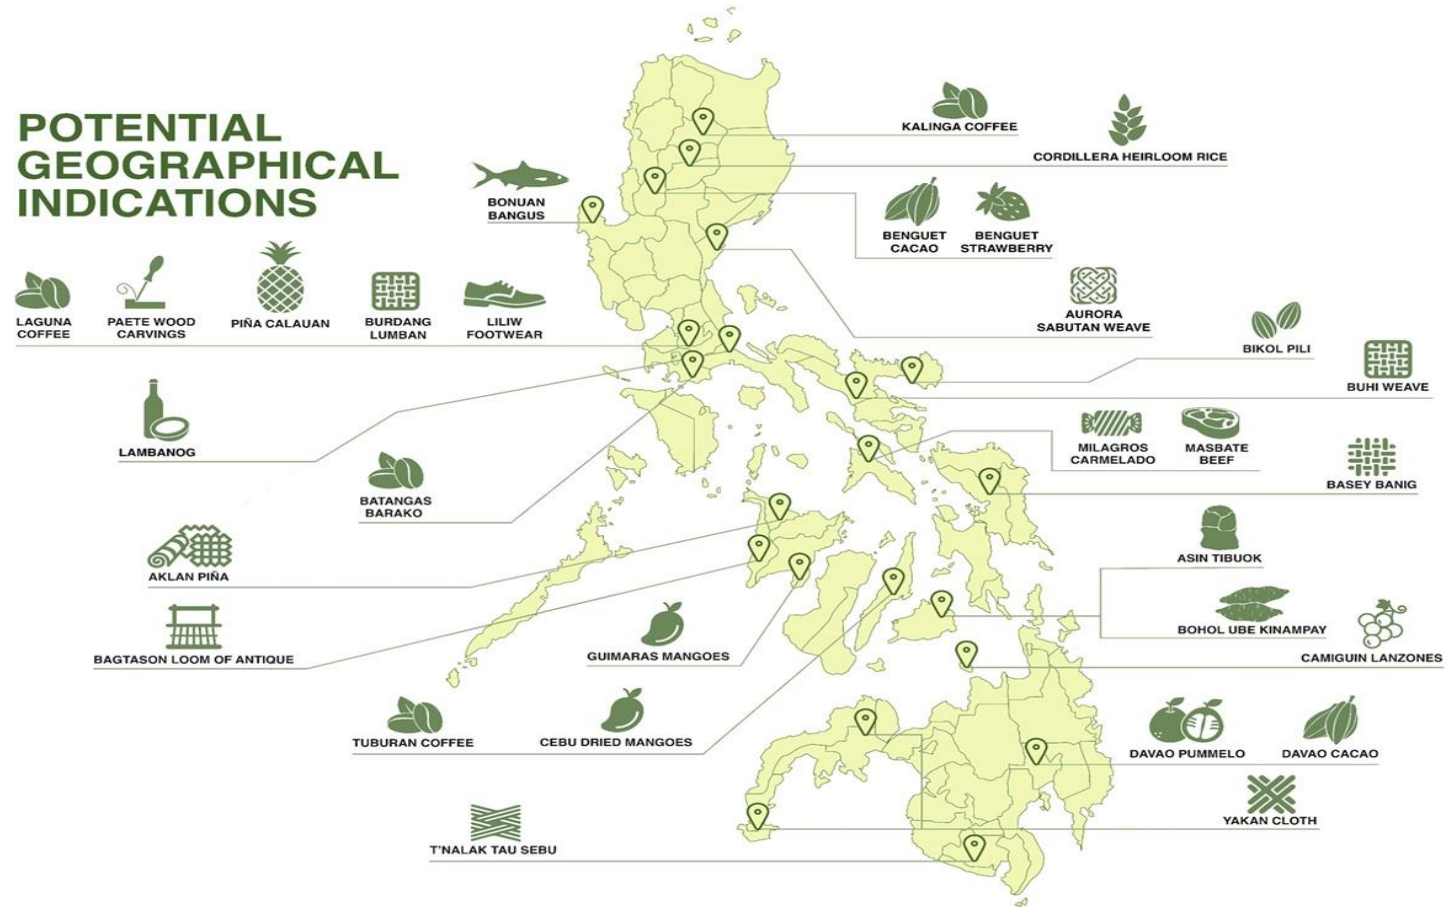 POTENTIAL
GEOGRAPHICAL
INDICATIONS
KALINGA COFFEE
CORDILLERA HEIRLOOM RICE
BONUAN
BANGUS
BENGUET
CACAO
BENGUET
STRAWBERRY
LAGUNA
COFFEE
PAETE WOOD
CARVINGS
PIÑA CALAUAN
BURDANG
LUMBAN
LILIW
FOOTWEAR
AURORA
SABUTAN WEAVE
BIKOL PILI
BUHI WEAVE
LAMBANOG
MILAGROS
CARMELADO
MASBATE
BEEF
BASEY BANIG
BATANGAS
BARAKO
ASIN TIBUOK
AKLAN PIÑA
BOHOL UBE KINAMPAY
BAGTASON LOOM OF ANTIQUE
GUIMARAS MANGOES
CAMIGUIN LANZONES
TUBURAN COFFEE
CEBU DRIED MANGOES
DAVAO PUMMELO
DAVAO CACAO
YAKAN CLOTH
T'NALAK TAU SEBU